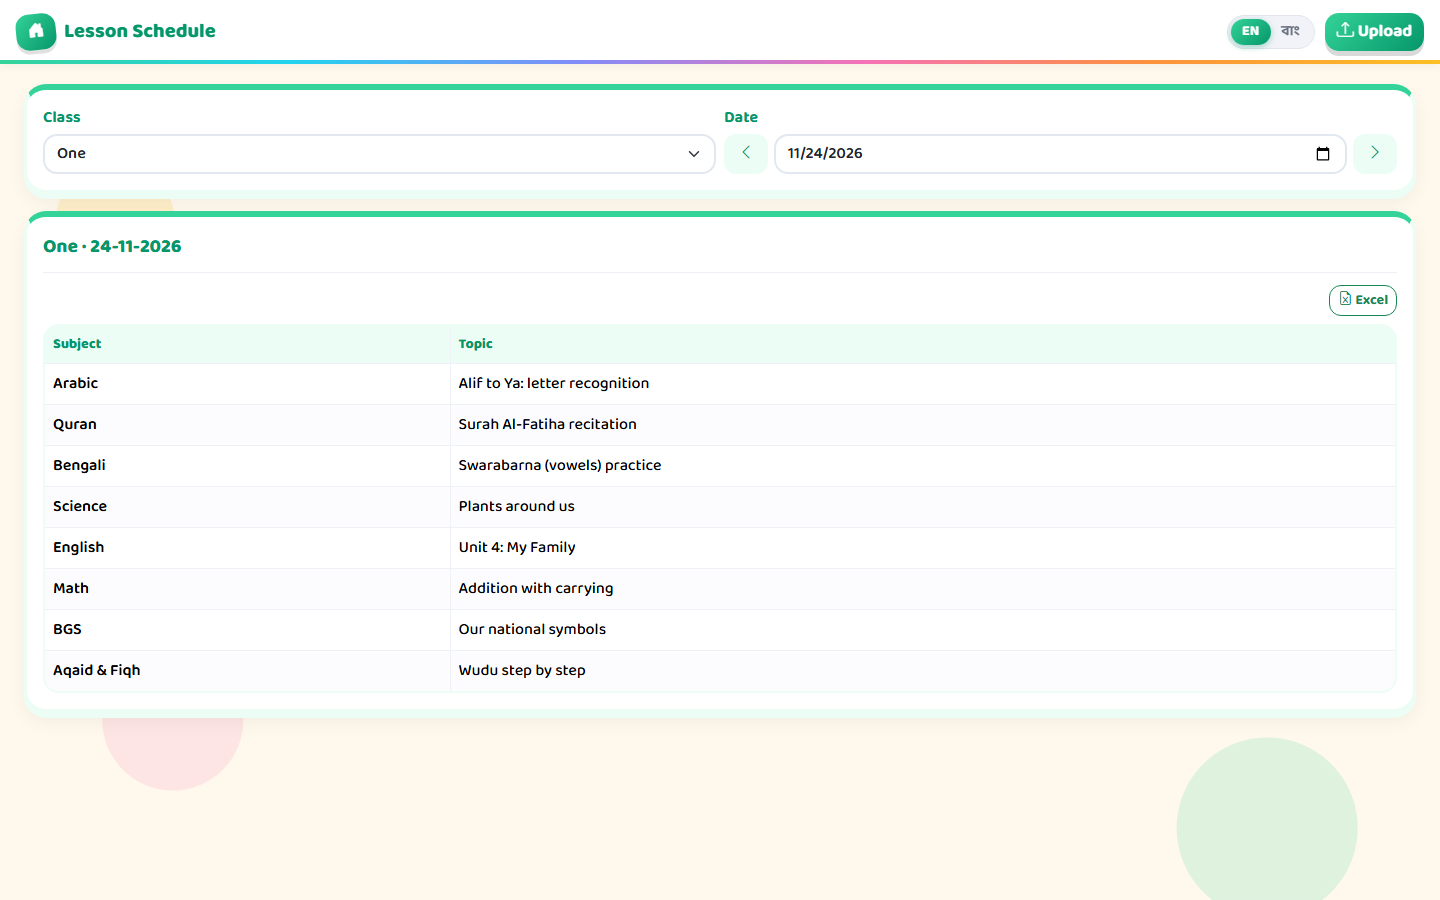 Lesson Schedule
EN বাং Upload
Class Date
One 11/24/2026
One · 24-11-2026
Excel
Subject Topic
Arabic Alif to Ya: letter recognition
Quran Surah Al-Fatiha recitation
Bengali Swarabarna (vowels) practice
Science Plants around us
English Unit 4: My Family
Math Addition with carrying
BGS Our national symbols
Aqaid & Fiqh Wudu step by step